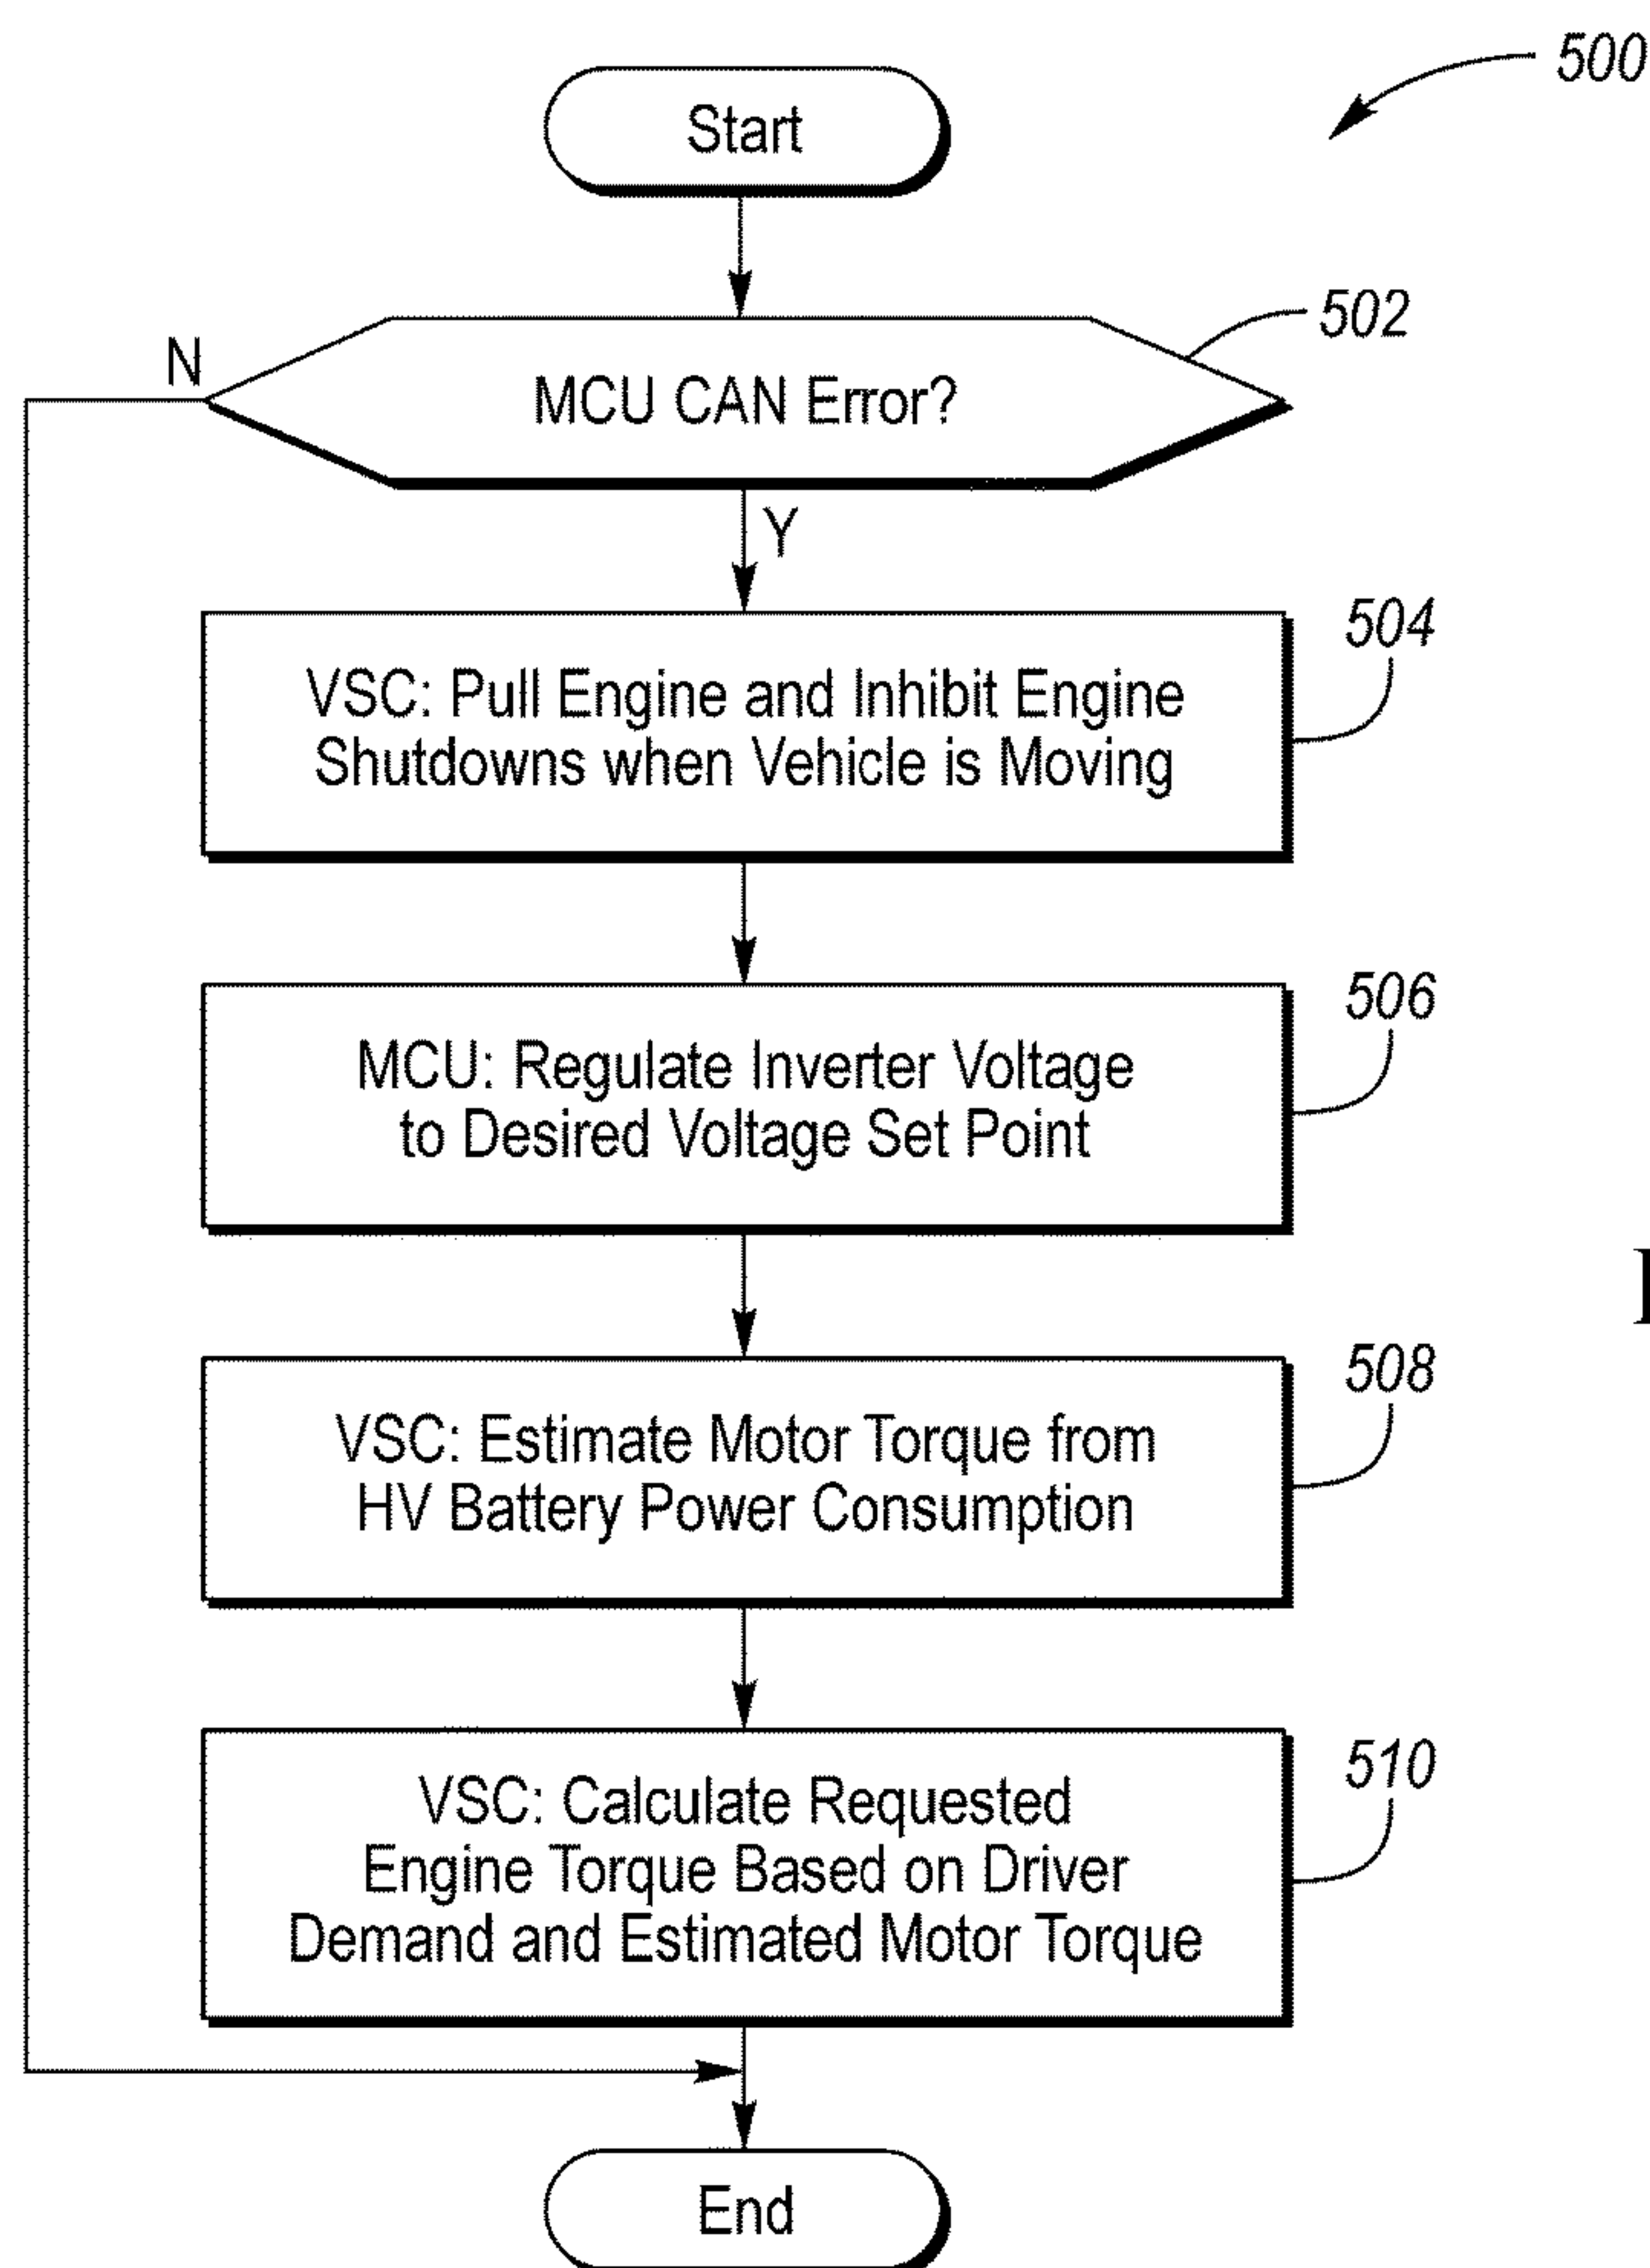 500
Start
502
N
MCU CAN Error?
Y
504
VSC: Pull Engine and Inhibit Engine
Shutdowns when Vehicle is Moving
506
MCU: Regulate Inverter Voltage
to Desired Voltage Set Point
508
VSC: Estimate Motor Torque from
HV Battery Power Consumption
510
VSC: Calculate Requested
Engine Torque Based on Driver
Demand and Estimated Motor Torque
End